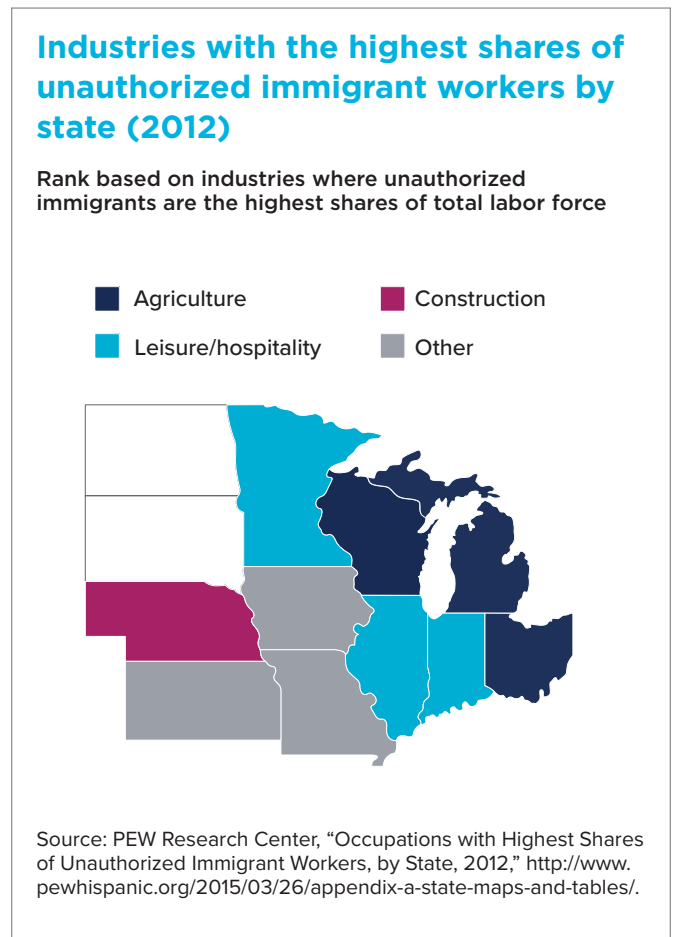 Industries with the highest shares of
unauthorized immigrant workers by
state (2012)
Rank based on industries where unauthorized
immigrants are the highest shares of total labor force
Agriculture
Construction
Leisure/hospitality
Other
Source: PEW Research Center, “Occupations with Highest Shares
of Unauthorized Immigrant Workers, by State, 2012,” http://www.
pewhispanic.org/2015/03/26/appendix-a-state-maps-and-tables/.